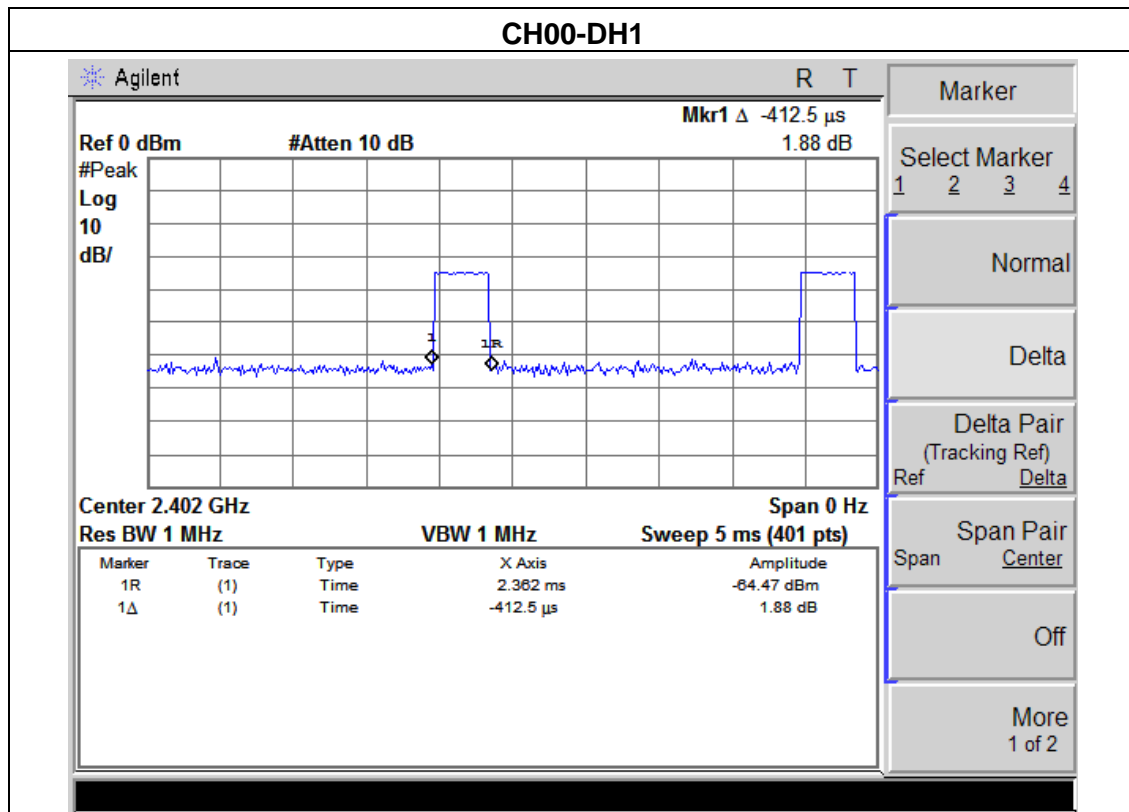 CH00-DH1
Agilent R T
Mkr1 Δ -412.5 μs
Ref 0 dBm #Atten 10 dB 1.88 dB
#Peak
Log
10
dB/
1 1R
Center 2.402 GHz Span 0 Hz
Res BW 1 MHz VBW 1 MHz Sweep 5 ms (401 pts)
Marker Trace Type X Axis Amplitude
1R (1) Time 2.362 ms -64.47 dBm
1Δ (1) Time -412.5 μs 1.88 dB
Marker
Select Marker
1 2 3 4
Normal
Delta
Delta Pair
(Tracking Ref)
Ref Delta
Span Pair
Span Center
Off
More
1 of 2